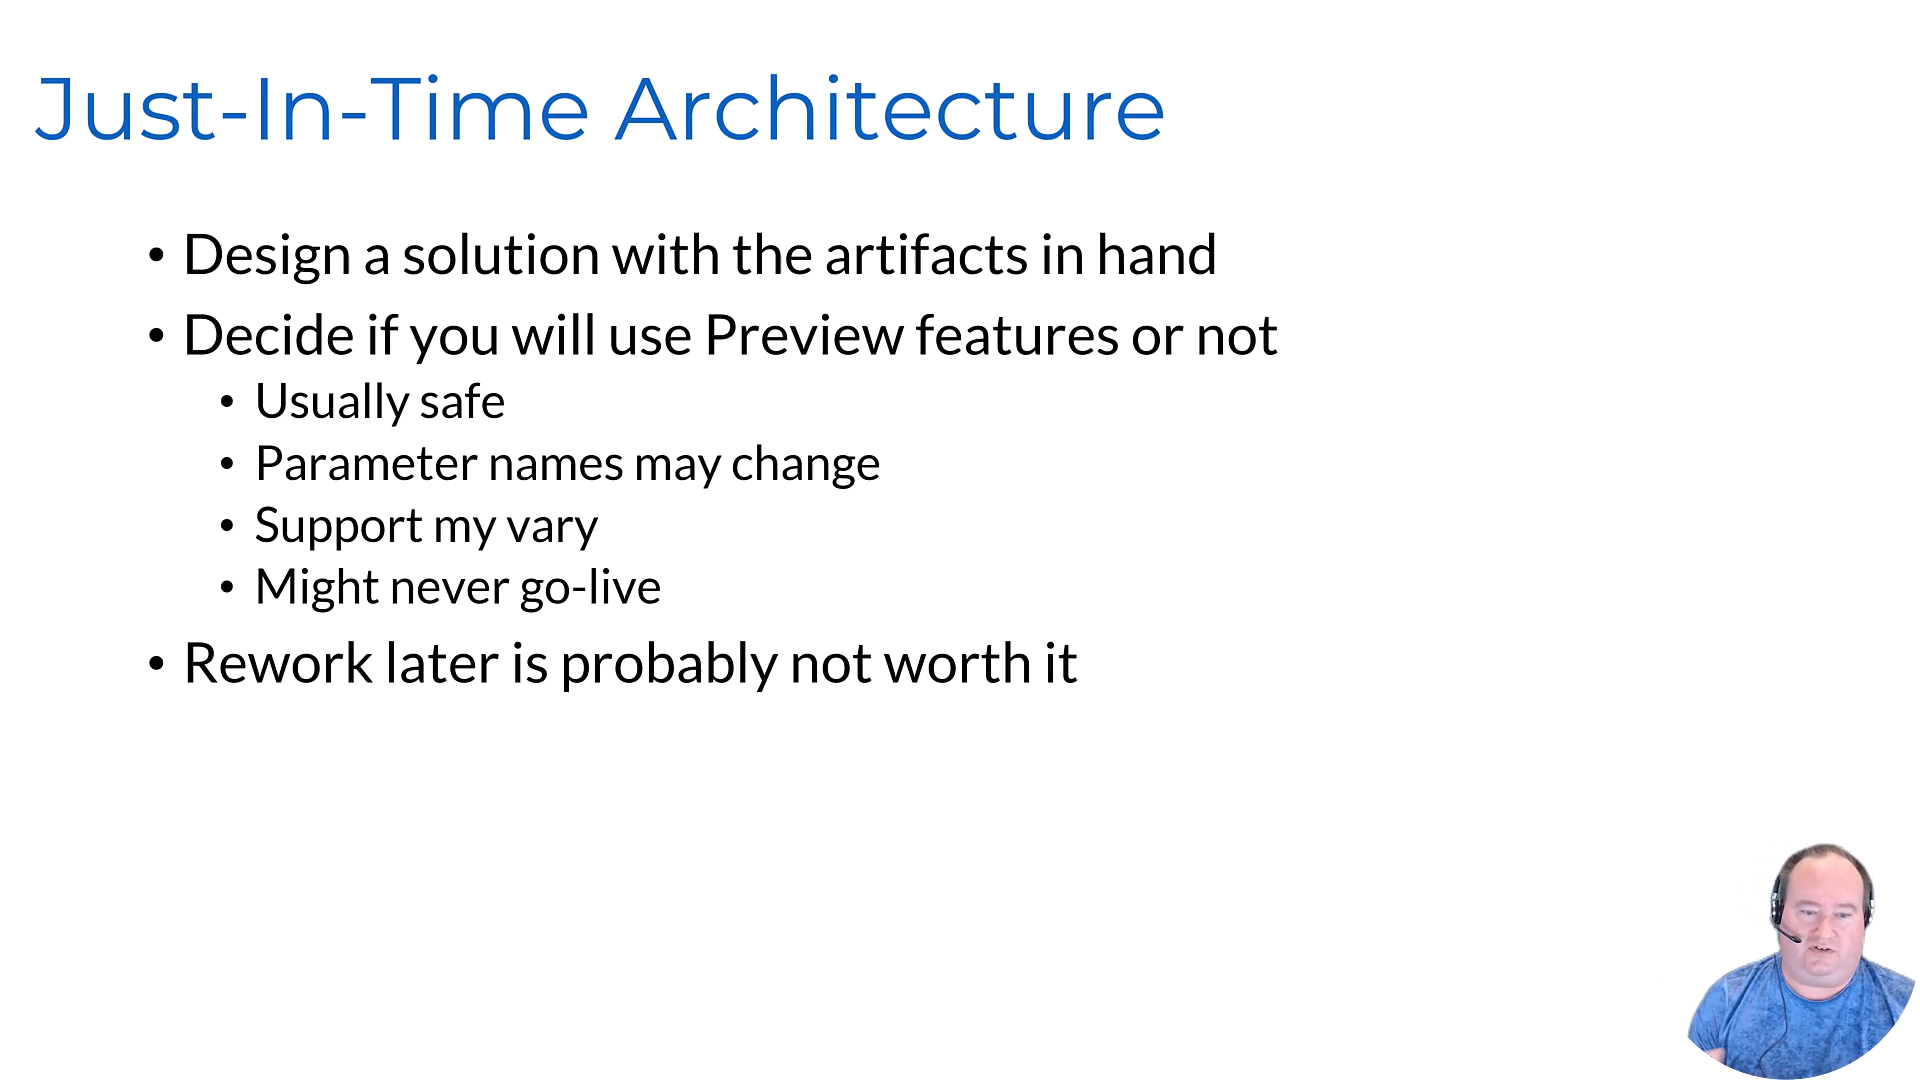 Just-In-Time Architecture
• Design a solution with the artifacts in hand
• Decide if you will use Preview features or not
• Usually safe
• Parameter names may change
• Support my vary
• Might never go-live
• Rework later is probably not worth it